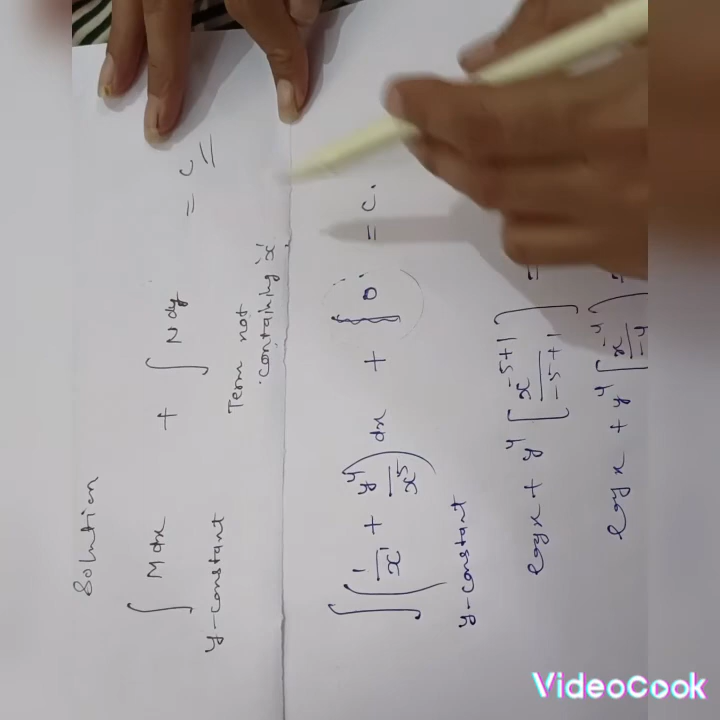 Solution
∫ M dx + ∫ N dy = c
y-constant Term not
containing 'x'
∫ ( 1/x + y⁴/x⁵ ) dx + ∫ 0 = c.
y-constant
log x + y⁴ [ x⁻⁵⁺¹ / -5+1 ] =
log x + y⁴ [ x⁻⁴ / -4 ] =
VideoCook